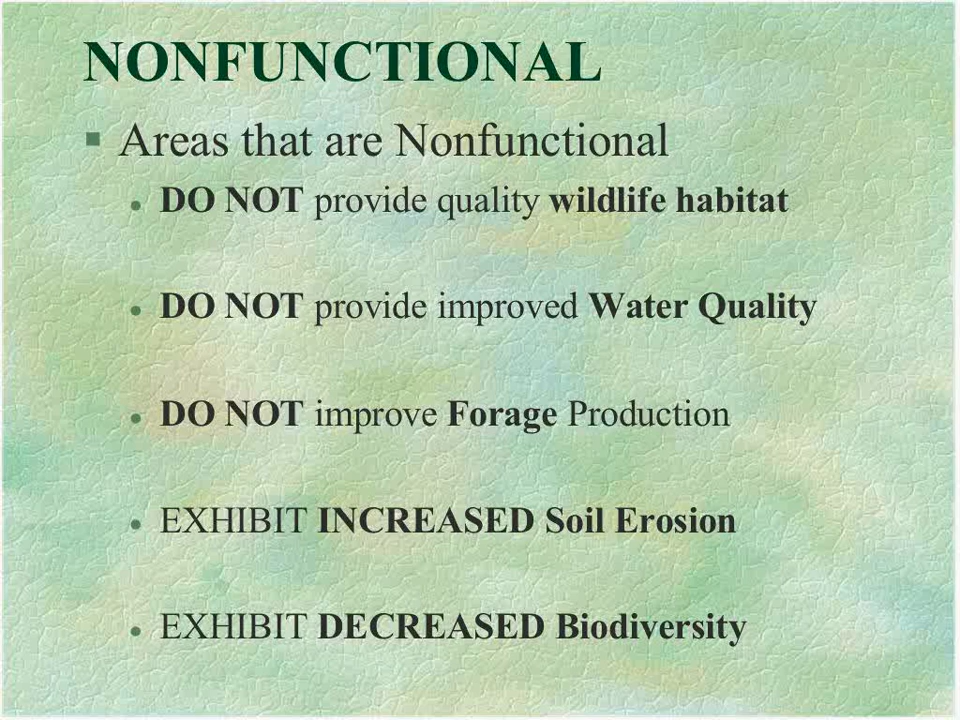 NONFUNCTIONAL
Areas that are Nonfunctional
DO NOT provide quality wildlife habitat
DO NOT provide improved Water Quality
DO NOT improve Forage Production
EXHIBIT INCREASED Soil Erosion
EXHIBIT DECREASED Biodiversity